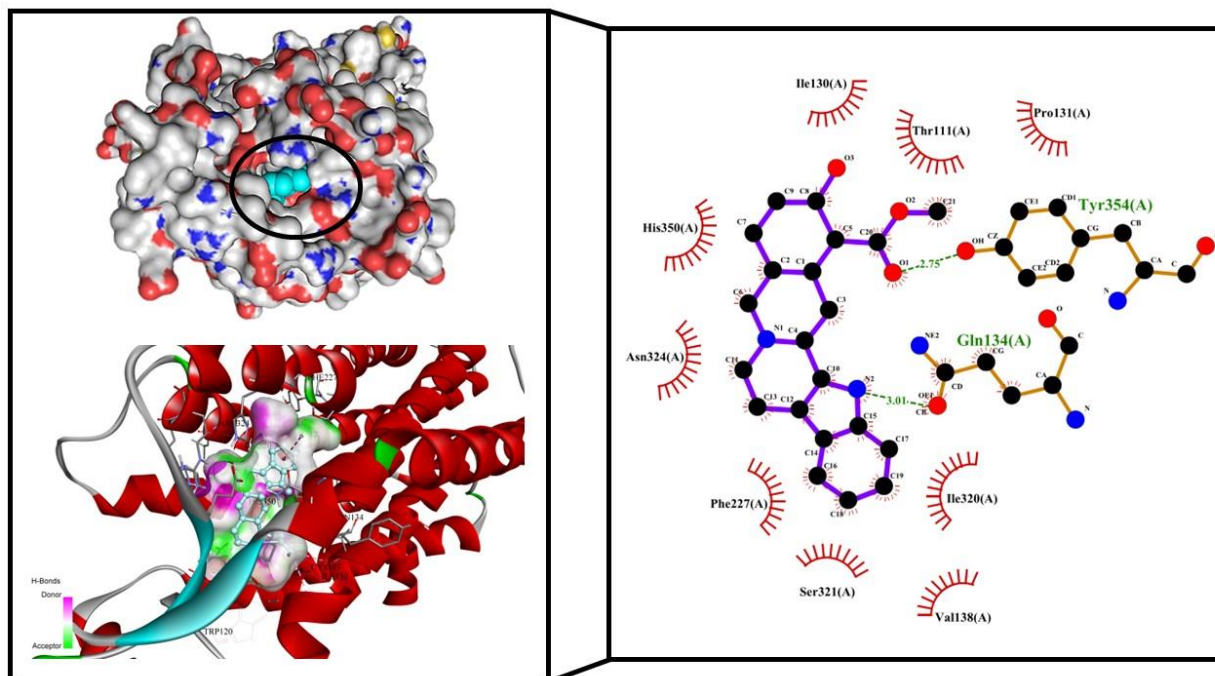 PHE227
N134
TRP120
H-Bonds
Donor
Acceptor
Ile130(A)
Thr111(A)
Pro131(A)
His350(A)
Asn324(A)
Phe227(A)
Ser321(A)
Ile320(A)
Val138(A)
Tyr354(A)
Gln134(A)
O3
C9
C8
C7
C5
O2
C21
C20
O1
2.75
C2
C1
C6
C3
N1
C4
C10
N2
3.01
C13
C12
C15
C14
C17
C16
C19
C18
OH
CZ
CE1
CD1
CG
CB
CE2
CD2
CA
C
N
O
NE2
CG
C
CD
CA
N